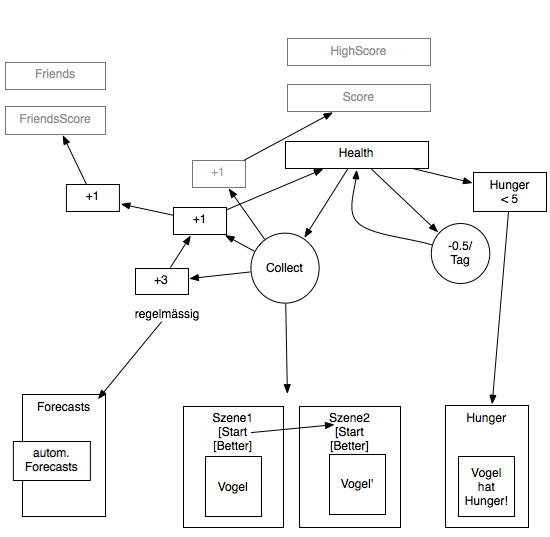 HighScore
Friends
Score
FriendsScore
Health
+1
Hunger
< 5
+1
+1
-0.5/
Tag
Collect
+3
regelmässig
Forecasts
autom.
Forecasts
Szene1
[Start
[Better]
Vogel
Szene2
[Start
[Better]
Vogel'
Hunger
Vogel
hat
Hunger!